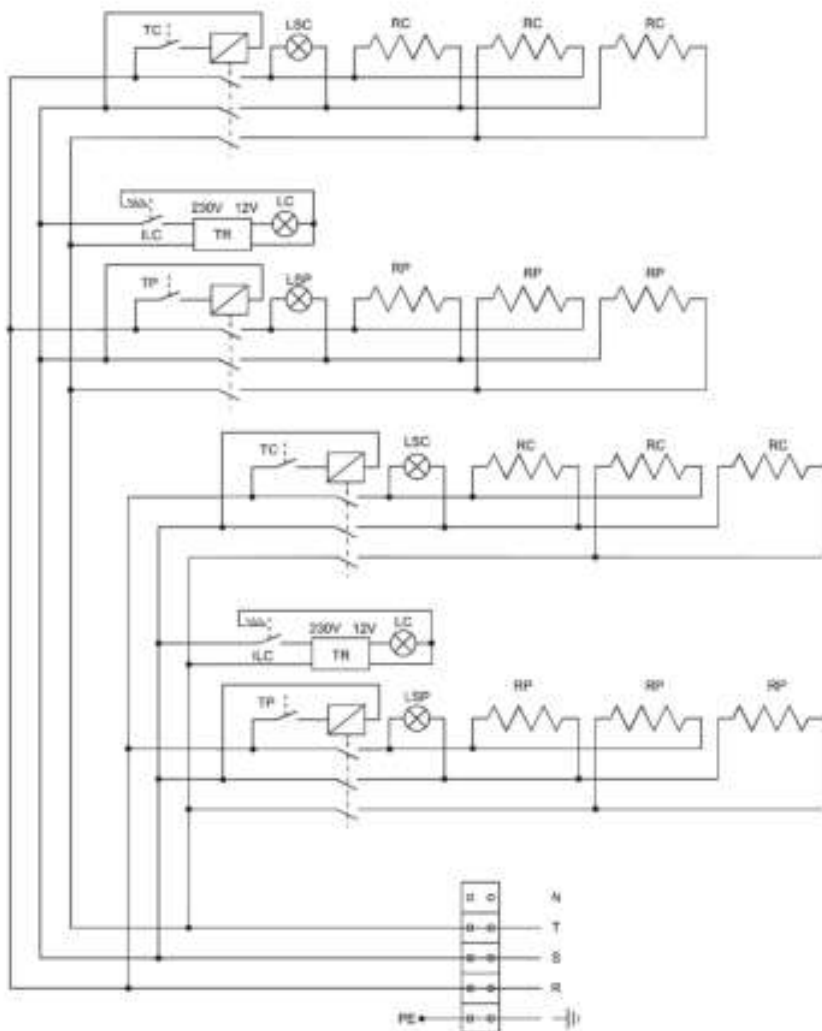 TC LSC RC RC RC
230V 12V LC
ILC TR
TP LSP RP RP RP
TC LSC RC RC RC
230V 12V LC
ILC TR
TP LSP RP RP RP
N
T
S
R
PE